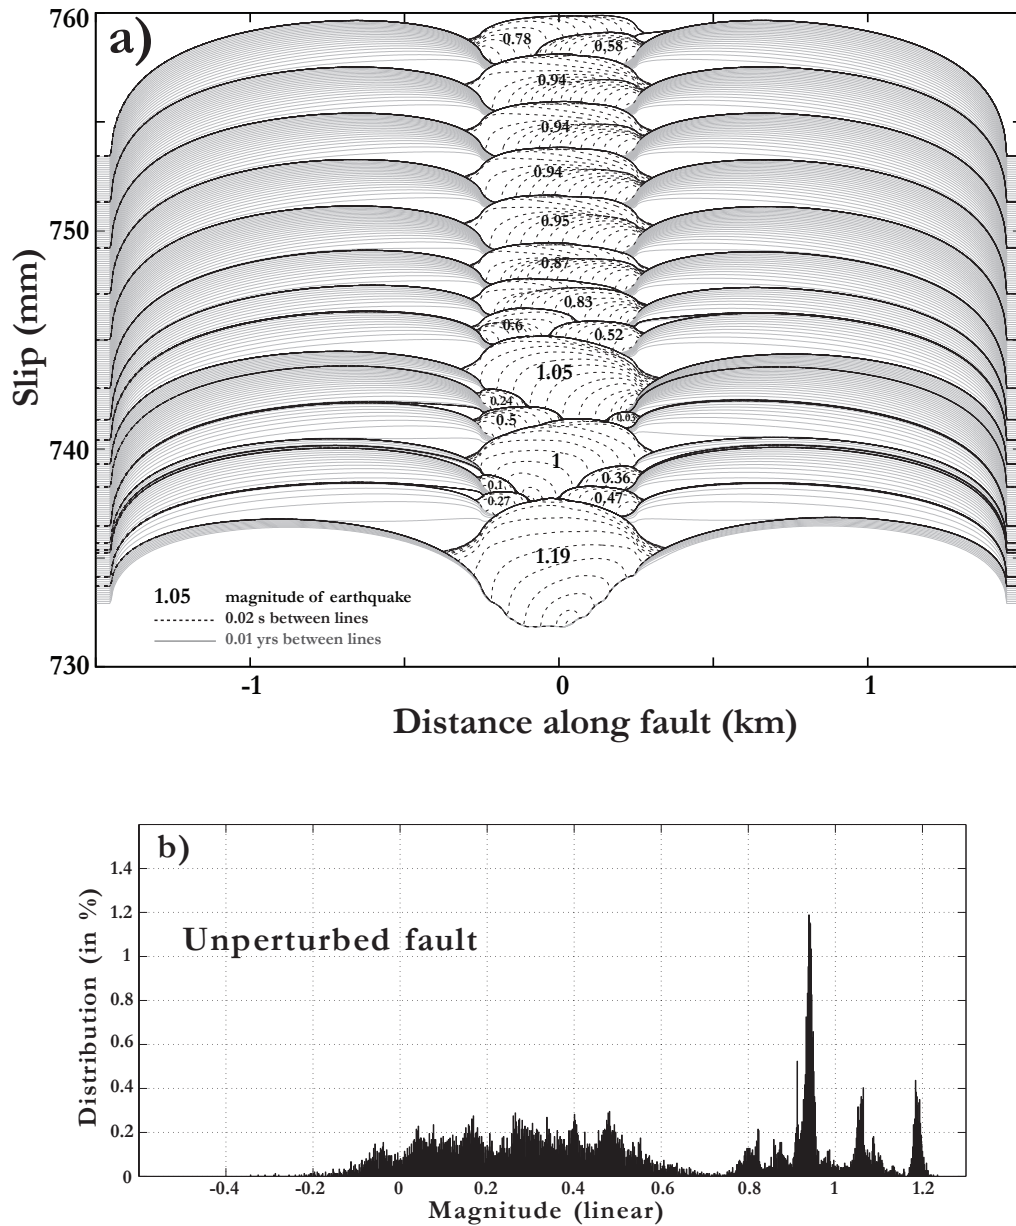 760
a)
0.78
0.58
0.94
0.94
0.94
750
0.95
0.87
0.83
0.6
0.52
Slip (mm)
1.05
0.24
0.5
0.03
740
1
0.36
0.1
0.27
0.47
1.19
1.05 magnitude of earthquake
0.02 s between lines
0.01 yrs between lines
730
-1 0 1
Distance along fault (km)
b)
1.4
1.2
Unperturbed fault
1
0.8
0.6
0.4
0.2
0
Distribution (in %)
-0.4 -0.2 0 0.2 0.4 0.6 0.8 1 1.2
Magnitude (linear)